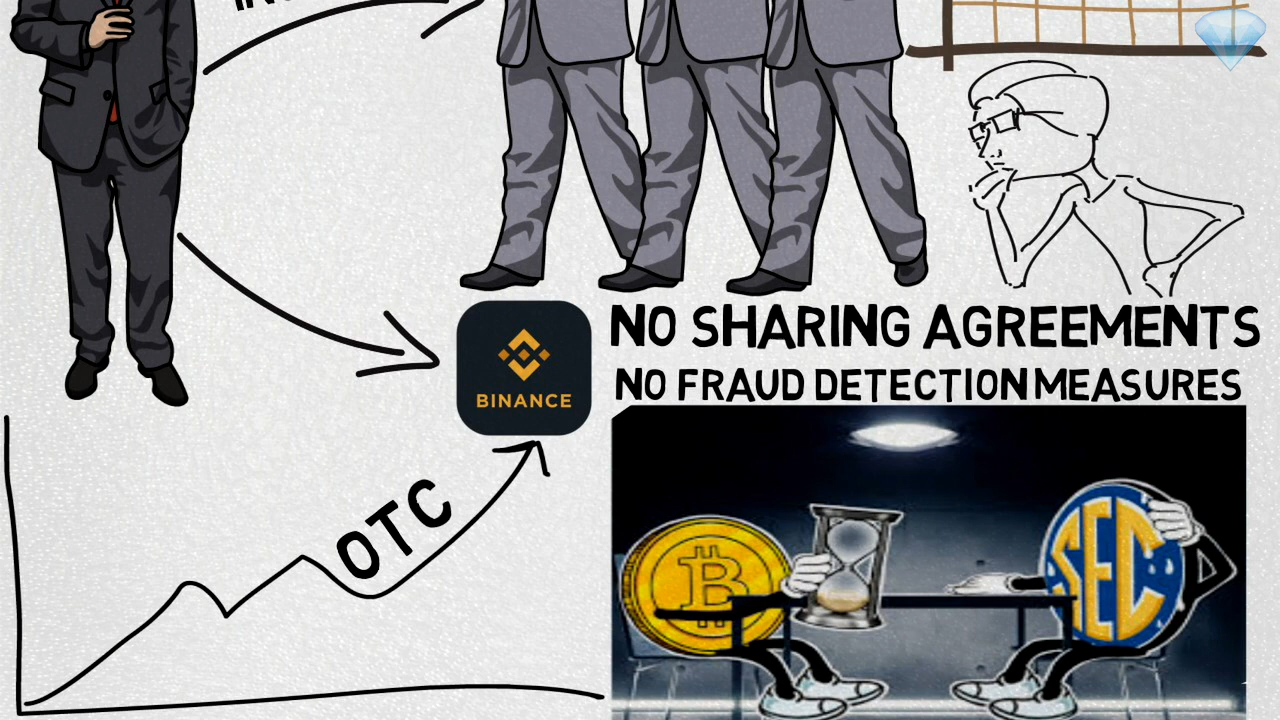 NO SHARING AGREEMENTS
NO FRAUD DETECTION MEASURES
BINANCE
OTC
B
SEC